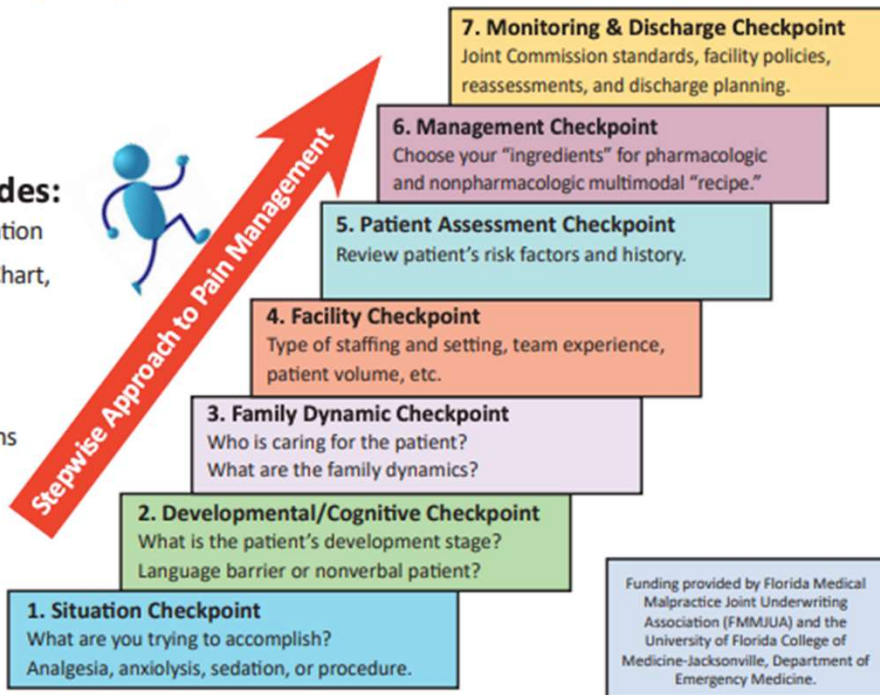 7. Monitoring & Discharge Checkpoint
Joint Commission standards, facility policies,
reassessments, and discharge planning.
6. Management Checkpoint
Choose your “ingredients” for pharmacologic
and nonpharmacologic multimodal “recipe.”
5. Patient Assessment Checkpoint
Review patient’s risk factors and history.
4. Facility Checkpoint
Type of staffing and setting, team experience,
patient volume, etc.
3. Family Dynamic Checkpoint
Who is caring for the patient?
What are the family dynamics?
2. Developmental/Cognitive Checkpoint
What is the patient’s development stage?
Language barrier or nonverbal patient?
1. Situation Checkpoint
What are you trying to accomplish?
Analgesia, anxiolysis, sedation, or procedure.
Stepwise Approach to Pain Management
Funding provided by Florida Medical
Malpractice Joint Underwriting
Association (FMMJUA) and the
University of Florida College of
Medicine-Jacksonville, Department of
Emergency Medicine.